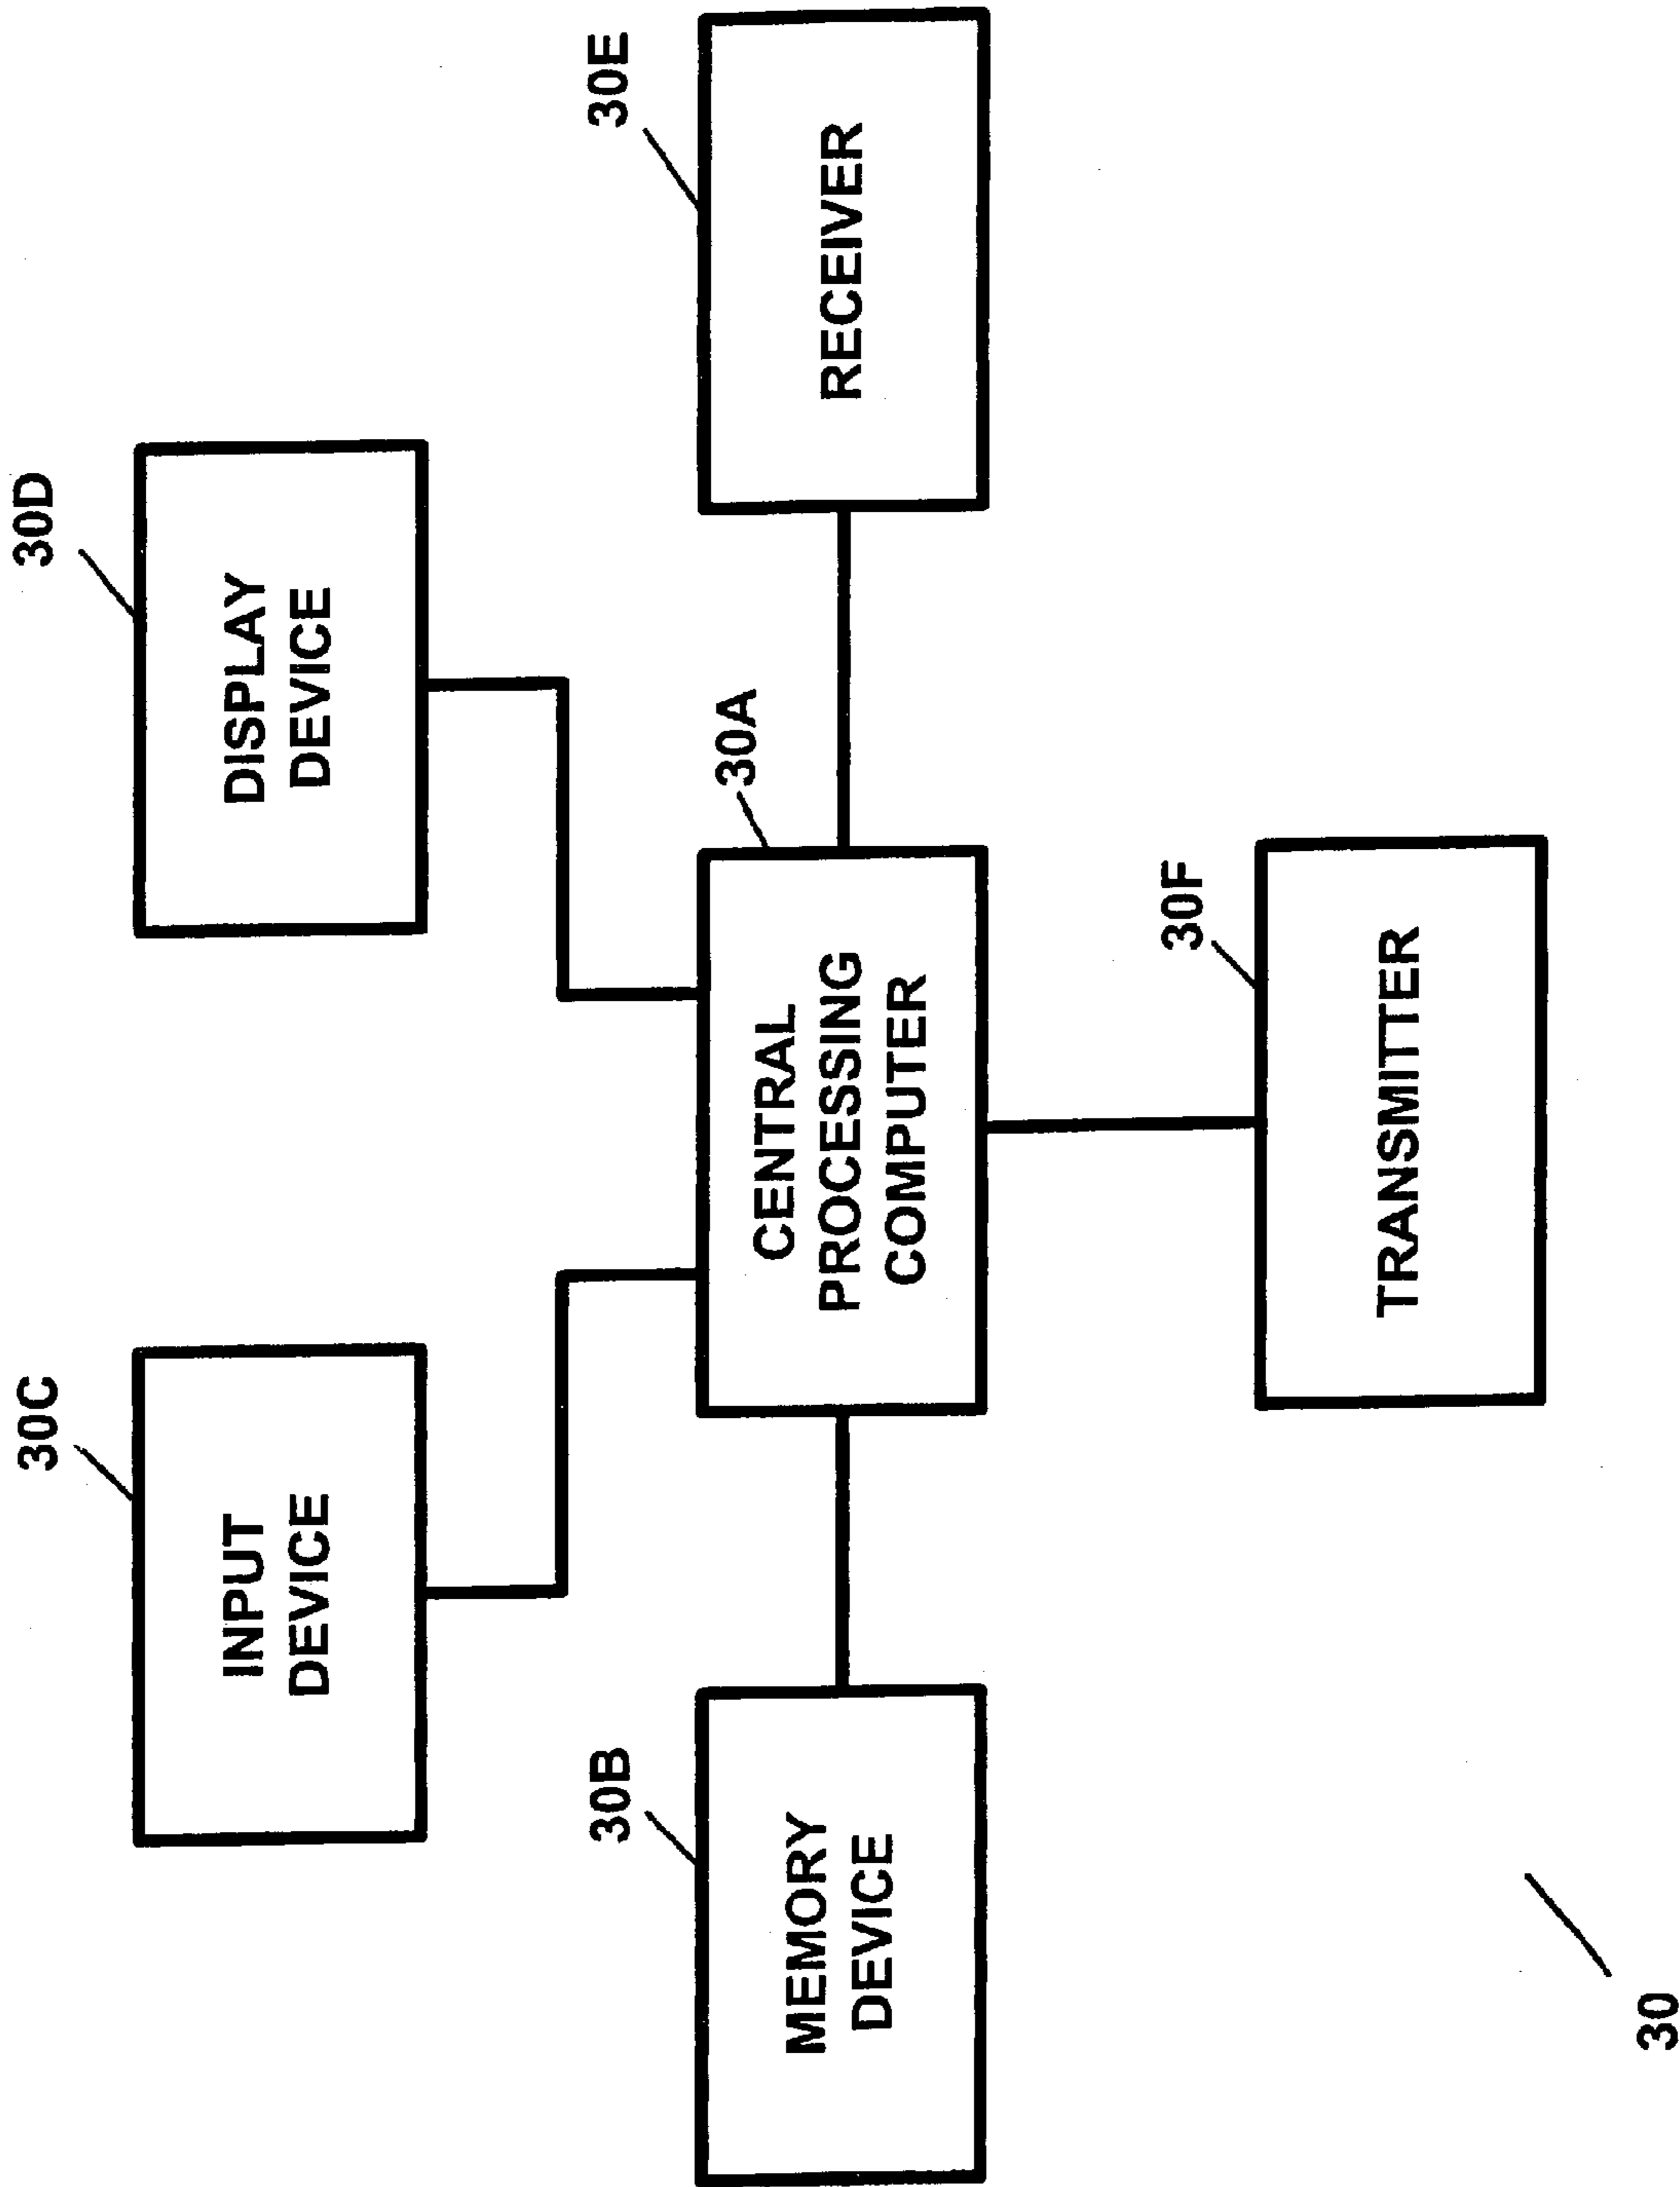 30C
INPUT
DEVICE
30D
DISPLAY
DEVICE
30B
MEMORY
DEVICE
30A
CENTRAL
PROCESSING
COMPUTER
30E
RECEIVER
30F
TRANSMITTER
30